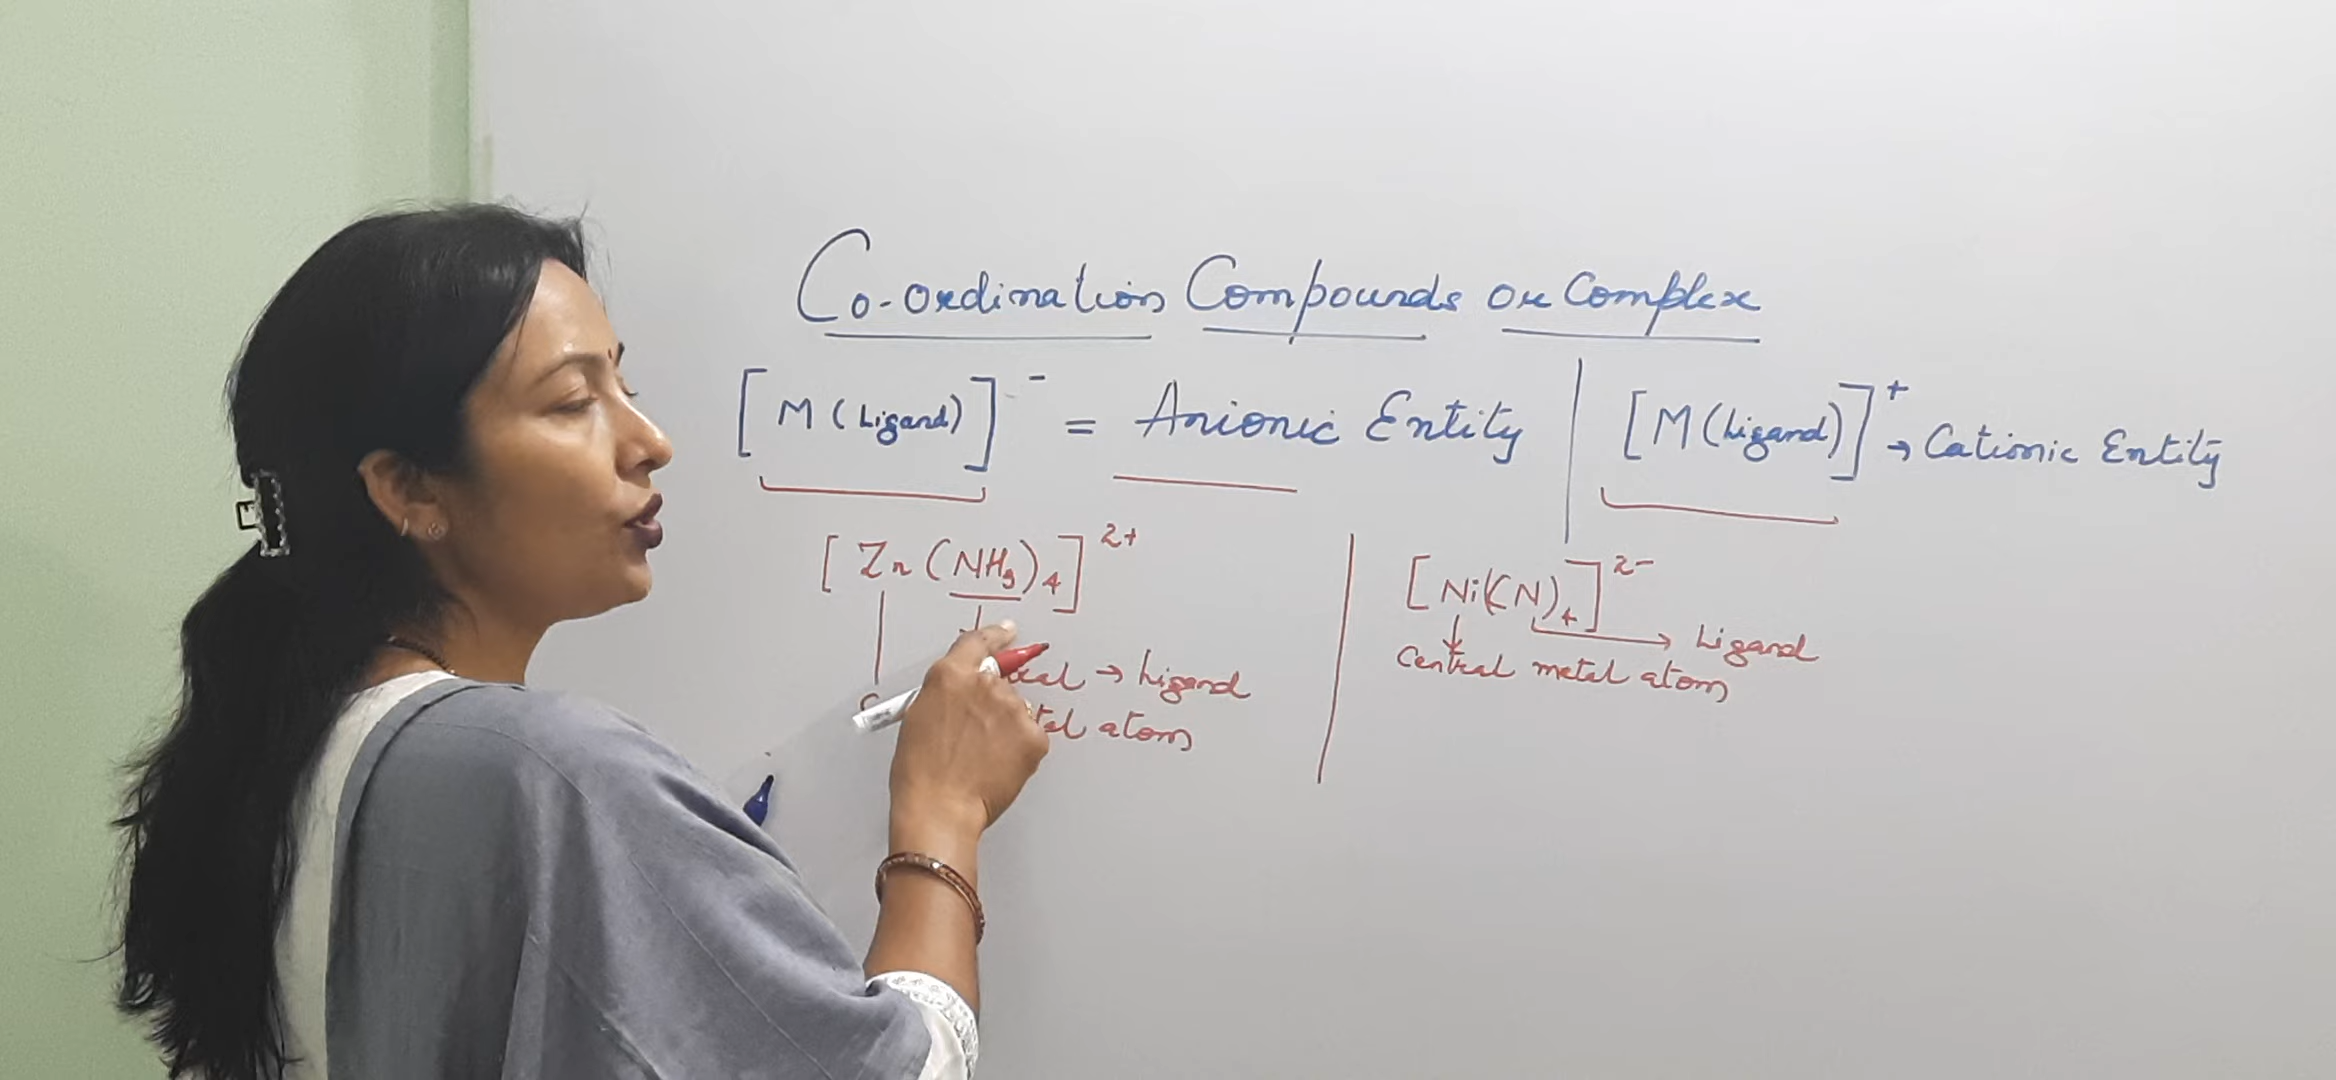 Co-ordination Compounds or Complex
[M(Ligand)]⁻ = Anionic Entity | [M(Ligand)]⁺ → Cationic Entity
[Zn(NH₃)₄]²⁺ | [Ni(CN)₄]²⁻
→ Ligand
→ Ligand
Central metal atom
atom